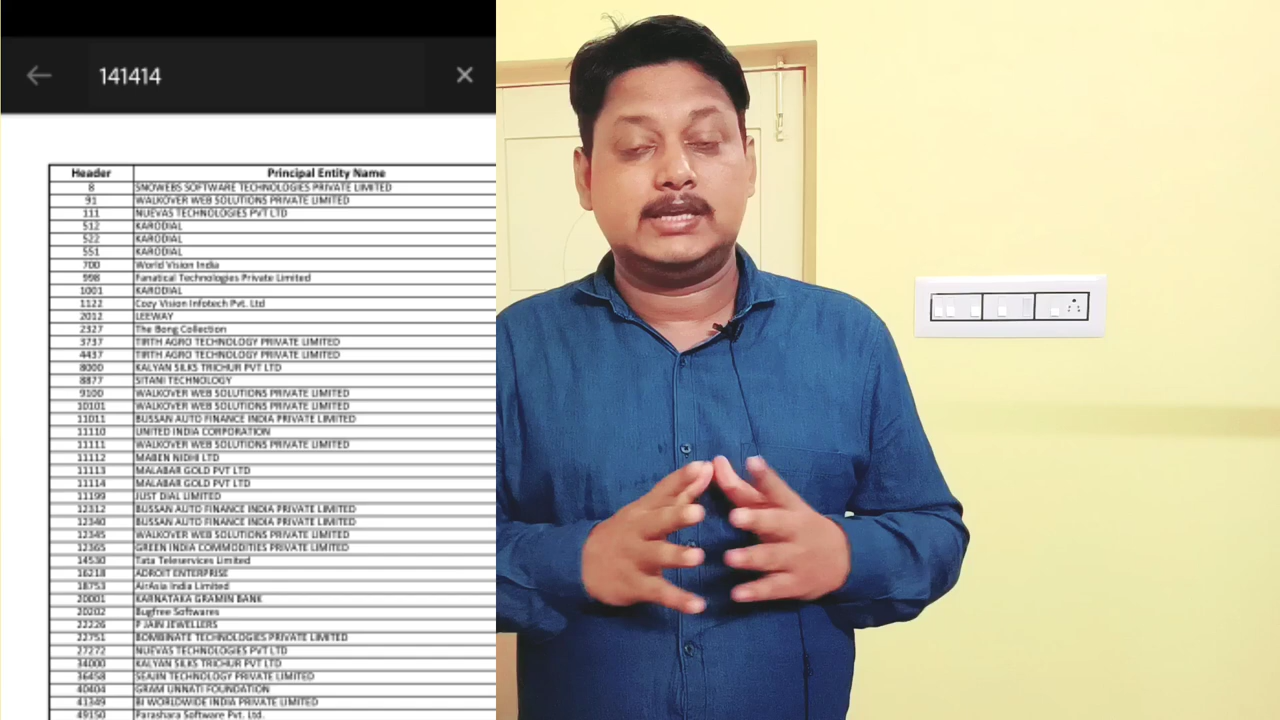 141414
Header Principal Entity Name
8 SNOWEBS SOFTWARE TECHNOLOGIES PRIVATE LIMITED
91 WALKOVER WEB SOLUTIONS PRIVATE LIMITED
111 NUEVAS TECHNOLOGIES PVT LTD
512 KARODIAL
522 KARODIAL
551 KARODIAL
700 World Vision India
998 Fanatical Technologies Private Limited
1001 KARODIAL
1122 Cozy Vision Infotech Pvt. Ltd
2012 LEEWAY
2327 The Bong Collection
3737 TIRTH AGRO TECHNOLOGY PRIVATE LIMITED
4437 TIRTH AGRO TECHNOLOGY PRIVATE LIMITED
8000 KALYAN SILKS TRICHUR PVT LTD
8877 SITANI TECHNOLOGY
9100 WALKOVER WEB SOLUTIONS PRIVATE LIMITED
10101 WALKOVER WEB SOLUTIONS PRIVATE LIMITED
11011 BUSSAN AUTO FINANCE INDIA PRIVATE LIMITED
11110 UNITED INDIA CORPORATION
11111 WALKOVER WEB SOLUTIONS PRIVATE LIMITED
11112 MABEN NIDHI LTD
11113 MALABAR GOLD PVT LTD
11114 MALABAR GOLD PVT LTD
11199 JUST DIAL LIMITED
12312 BUSSAN AUTO FINANCE INDIA PRIVATE LIMITED
12340 BUSSAN AUTO FINANCE INDIA PRIVATE LIMITED
12345 WALKOVER WEB SOLUTIONS PRIVATE LIMITED
12365 GREEN INDIA COMMODITIES PRIVATE LIMITED
14530 Tata Teleservices Limited
16218 ADROIT ENTERPRISE
18753 AirAsia India Limited
20001 KARNATAKA GRAMIN BANK
20202 Bugfree Softwares
22226 P JAIN JEWELLERS
22751 BOMBINATE TECHNOLOGIES PRIVATE LIMITED
27272 NUEVAS TECHNOLOGIES PVT LTD
34000 KALYAN SILKS TRICHUR PVT LTD
36458 SEAJIN TECHNOLOGY PRIVATE LIMITED
40404 GRAM UNNATI FOUNDATION
41349 BI WORLDWIDE INDIA PRIVATE LIMITED
49150 Parashara Software Pvt. Ltd.